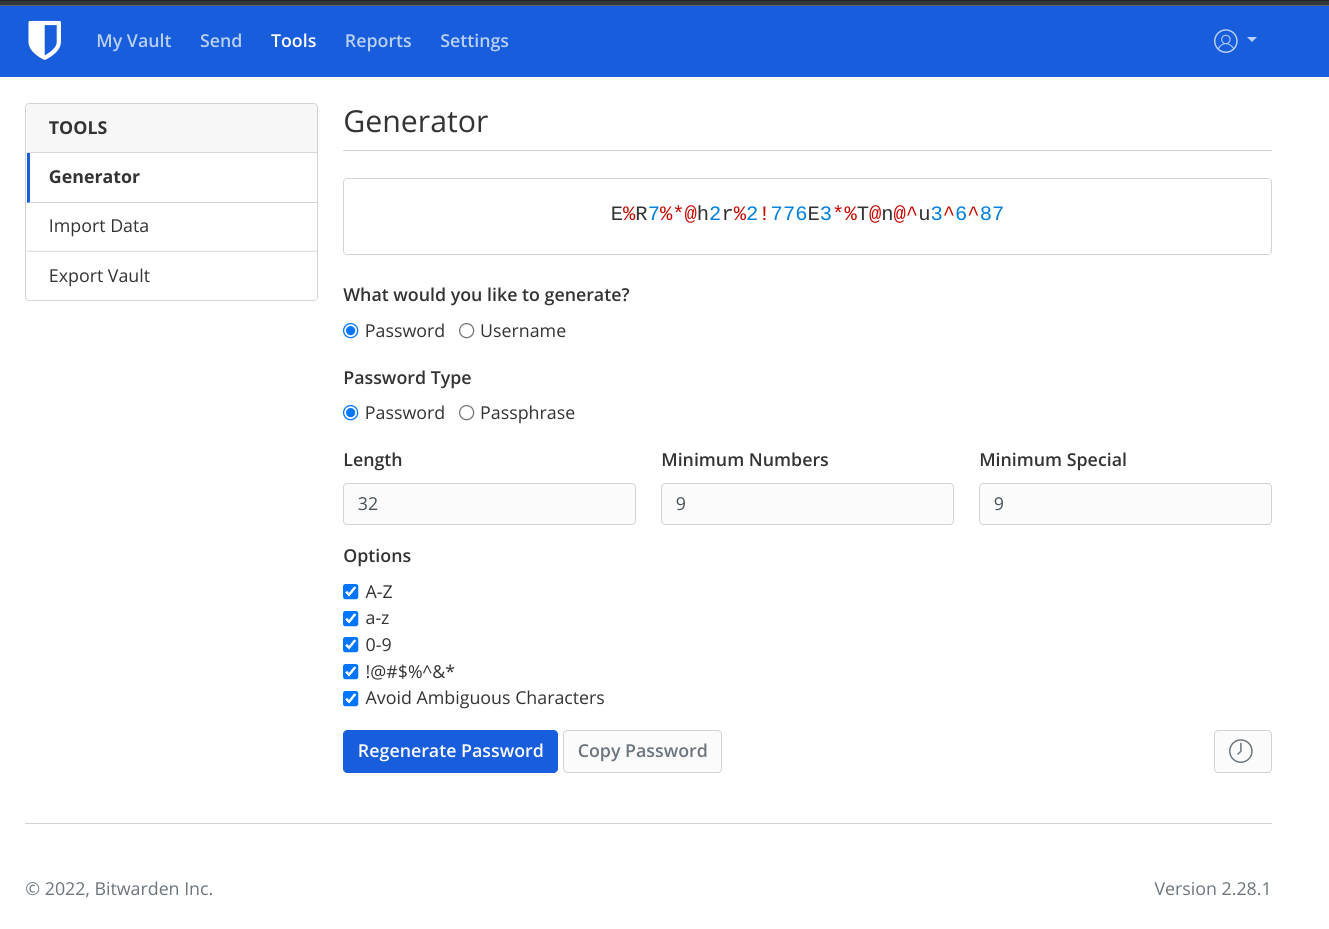 My Vault Send Tools Reports Settings
TOOLS
Generator
Import Data
Export Vault
Generator
E%R7%*@h2r%2!776E3*%T@n@^u3^6^87
What would you like to generate?
Password Username
Password Type
Password Passphrase
Length Minimum Numbers Minimum Special
32 9 9
Options
A-Z
a-z
0-9
!@#$%^&*
Avoid Ambiguous Characters
Regenerate Password Copy Password
© 2022, Bitwarden Inc. Version 2.28.1